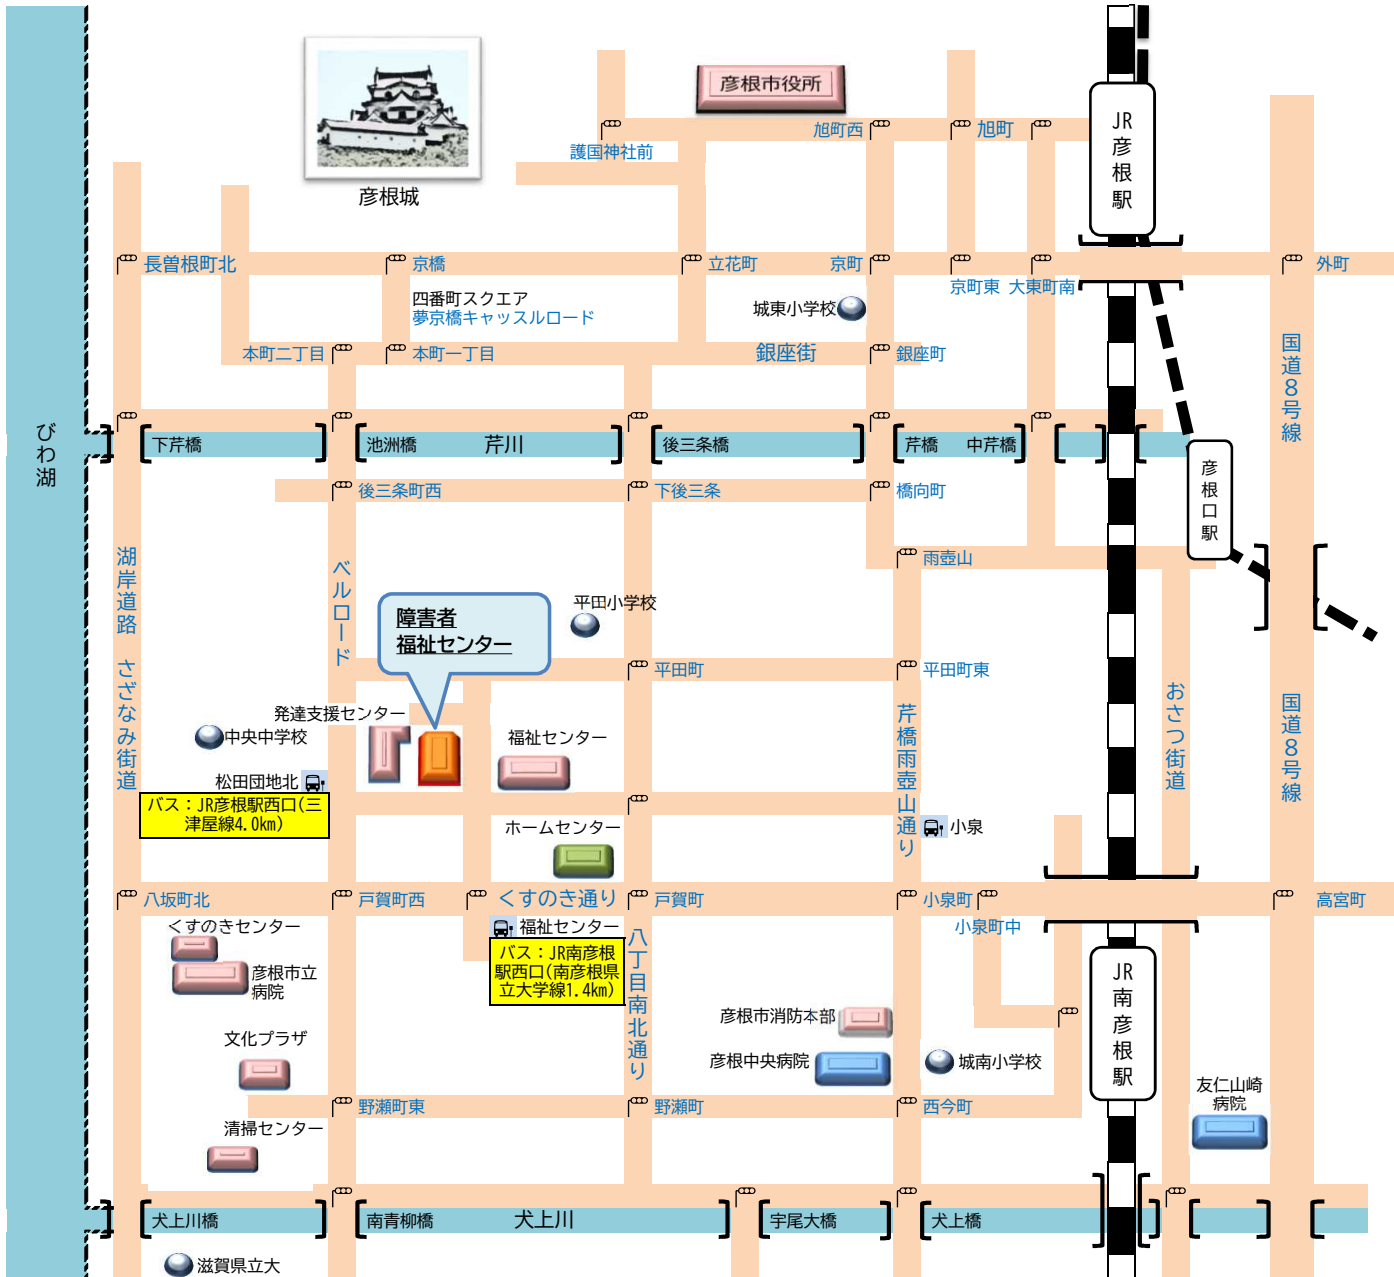 彦根市役所
JR彦根駅
旭町西
旭町
護国神社前
彦根城
長曽根町北
京橋
立花町
京町
京町東
大東町南
外町
四番町スクエア
夢京橋キャッスルロード
城東小学校
本町二丁目
本町一丁目
銀座街
銀座町
国道8号線
びわ湖
下芹橋
池洲橋
芹川
後三条橋
芹橋
中芹橋
彦根口駅
後三条町西
下後三条
橋向町
雨壺山
湖岸道路 さざなみ街道
ベルロード
障害者
福祉センター
平田小学校
平田町
平田町東
おさつ街道
国道8号線
芹橋雨壺山通り
発達支援センター
中央中学校
福祉センター
松田団地北
バス:JR彦根駅西口(三
津屋線4.0km)
ホームセンター
小泉
八坂町北
戸賀町西
くすのき通り
戸賀町
小泉町
高宮町
小泉町中
くすのきセンター
福祉センター
バス:JR南彦根
駅西口(南彦根県
立大学線1.4km)
八丁目南北通り
彦根市立
病院
JR南彦根駅
彦根市消防本部
文化プラザ
彦根中央病院
城南小学校
友仁山崎
病院
野瀬町東
野瀬町
西今町
清掃センター
犬上川橋
南青柳橋
犬上川
宇尾大橋
犬上橋
滋賀県立大